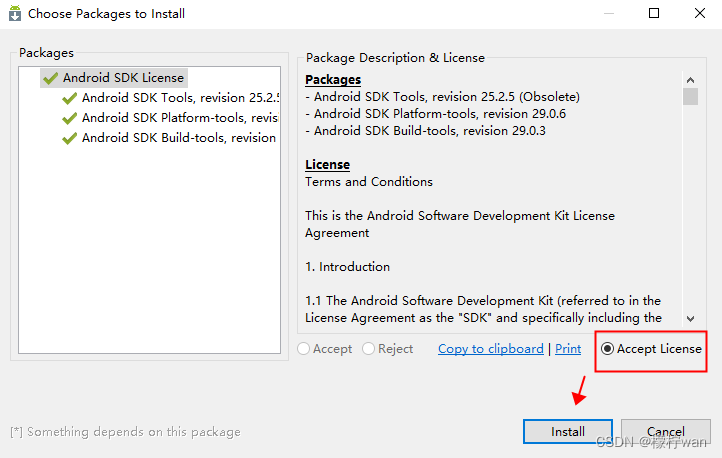 Choose Packages to Install
Packages
Android SDK License
Android SDK Tools, revision 25.2.5
Android SDK Platform-tools, revisi
Android SDK Build-tools, revision
Package Description & License
Packages
- Android SDK Tools, revision 25.2.5 (Obsolete)
- Android SDK Platform-tools, revision 29.0.6
- Android SDK Build-tools, revision 29.0.3
License
Terms and Conditions
This is the Android Software Development Kit License
Agreement
1. Introduction
1.1 The Android Software Development Kit (referred to in the
License Agreement as the "SDK" and specifically including the
Accept Reject Copy to clipboard | Print Accept License
[*] Something depends on this package
Install Cancel
CSDN @檬柠wan